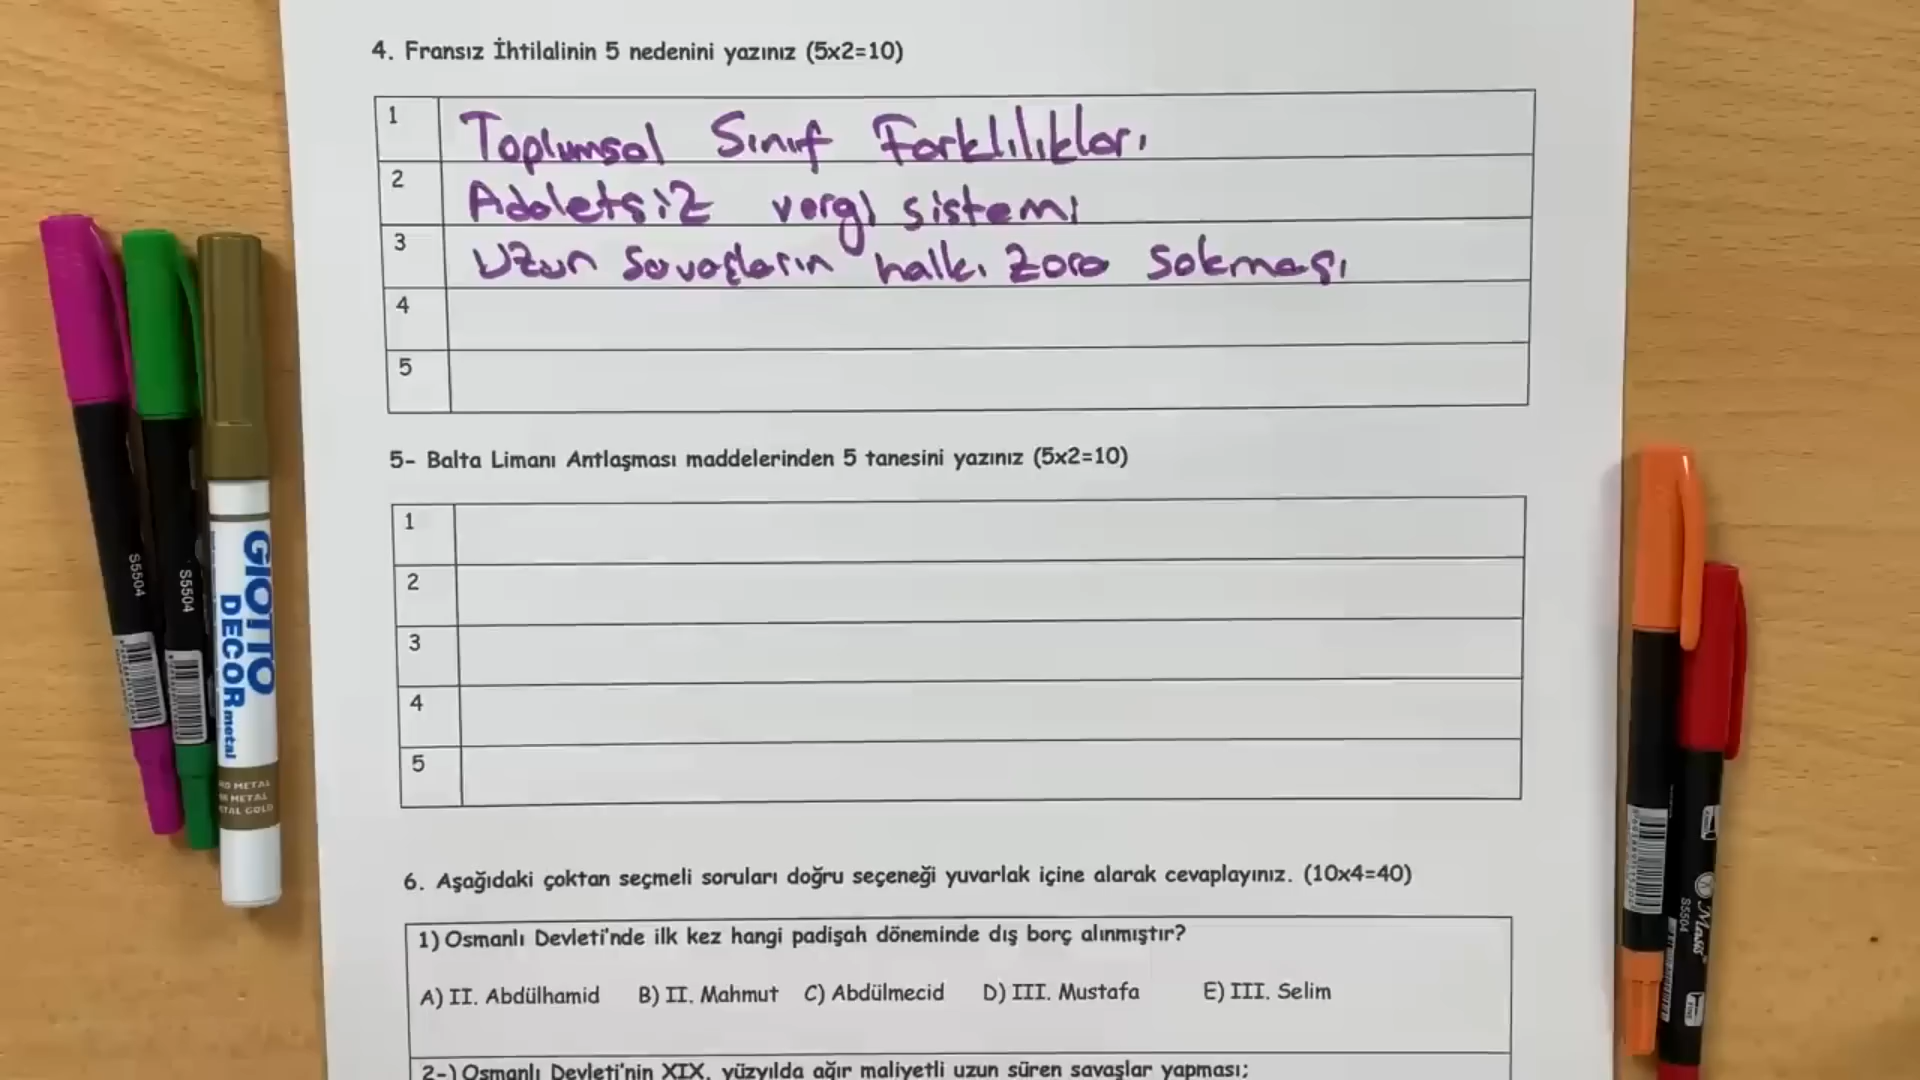 4. Fransız İhtilalinin 5 nedenini yazınız (5x2=10)
1 Toplumsal Sınıf Farklılıkları
2 Adaletsiz vergi sistemi
3 Uzun Savaşların halkı zora sokması
4
5
5- Balta Limanı Antlaşması maddelerinden 5 tanesini yazınız (5x2=10)
1
2
3
4
5
6. Aşağıdaki çoktan seçmeli soruları doğru seçeneği yuvarlak içine alarak cevaplayınız. (10x4=40)
1) Osmanlı Devleti'nde ilk kez hangi padişah döneminde dış borç alınmıştır?
A) II. Abdülhamid B) II. Mahmut C) Abdülmecid D) III. Mustafa E) III. Selim
2-) Osmanlı Devleti'nin XIX. yüzyılda ağır maliyetli uzun süren savaşlar yapması;
S5504
S5504
GIOTTO
DECOR metal
METAL
METAL
GOLD
Masis
S5504